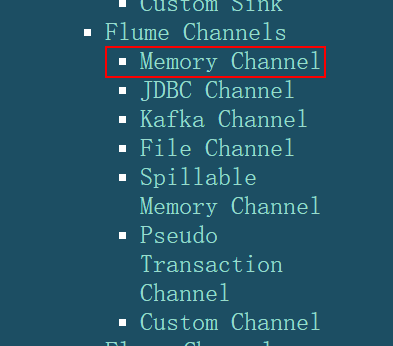 Custom Sink
Flume Channels
Memory Channel
JDBC Channel
Kafka Channel
File Channel
Spillable
Memory Channel
Pseudo
Transaction
Channel
Custom Channel